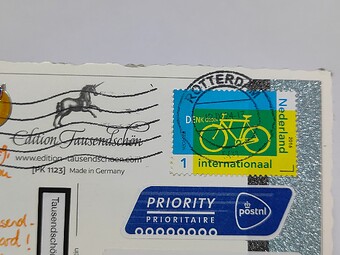 ROTTERDAM
DENK
Nederland
2014
1 internationaal
Edition Tausendschön
www.edition-tausendschoen.com
[PK 1123] Made in Germany
PRIORITY
PRIORITAIRE
postnl
Tausendschö